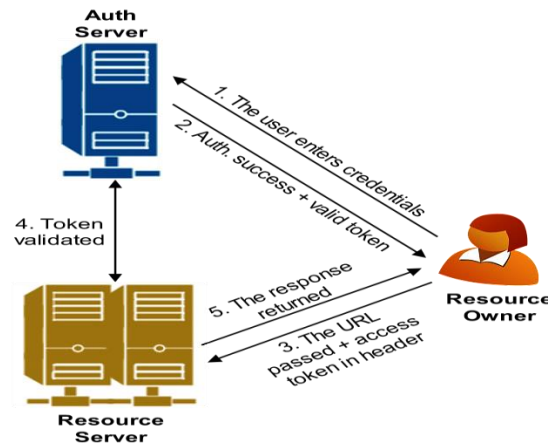 Auth
Server
1. The user enters credentials
2. Auth. success + valid token
4. Token
validated
5. The response
returned
3. The URL
passed + access
token in header
Resource
Owner
Resource
Server